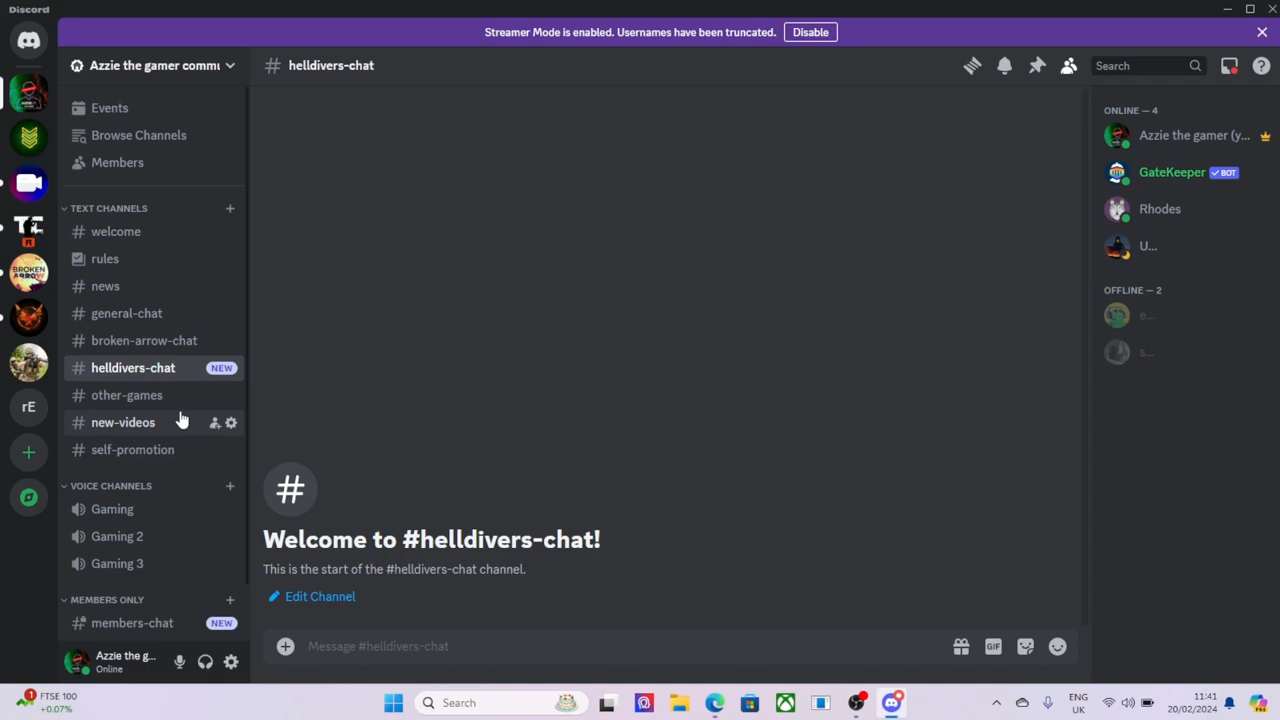 Discord
Streamer Mode is enabled. Usernames have been truncated.
Disable
Azzie the gamer commu
Events
Browse Channels
Members
TEXT CHANNELS
# welcome
rules
# news
# general-chat
# broken-arrow-chat
# helldivers-chat NEW
# other-games
# new-videos
# self-promotion
VOICE CHANNELS
Gaming
Gaming 2
Gaming 3
MEMBERS ONLY
members-chat NEW
Azzie the g...
Online
# helldivers-chat
Search
#
Welcome to #helldivers-chat!
This is the start of the #helldivers-chat channel.
Edit Channel
Message #helldivers-chat
GIF
ONLINE — 4
Azzie the gamer (y...
GateKeeper BOT
Rhodes
U...
OFFLINE — 2
e...
s...
BROKEN
ARROW
rE
1
FTSE 100
+0.07%
Search
ENG
UK
11:41
20/02/2024